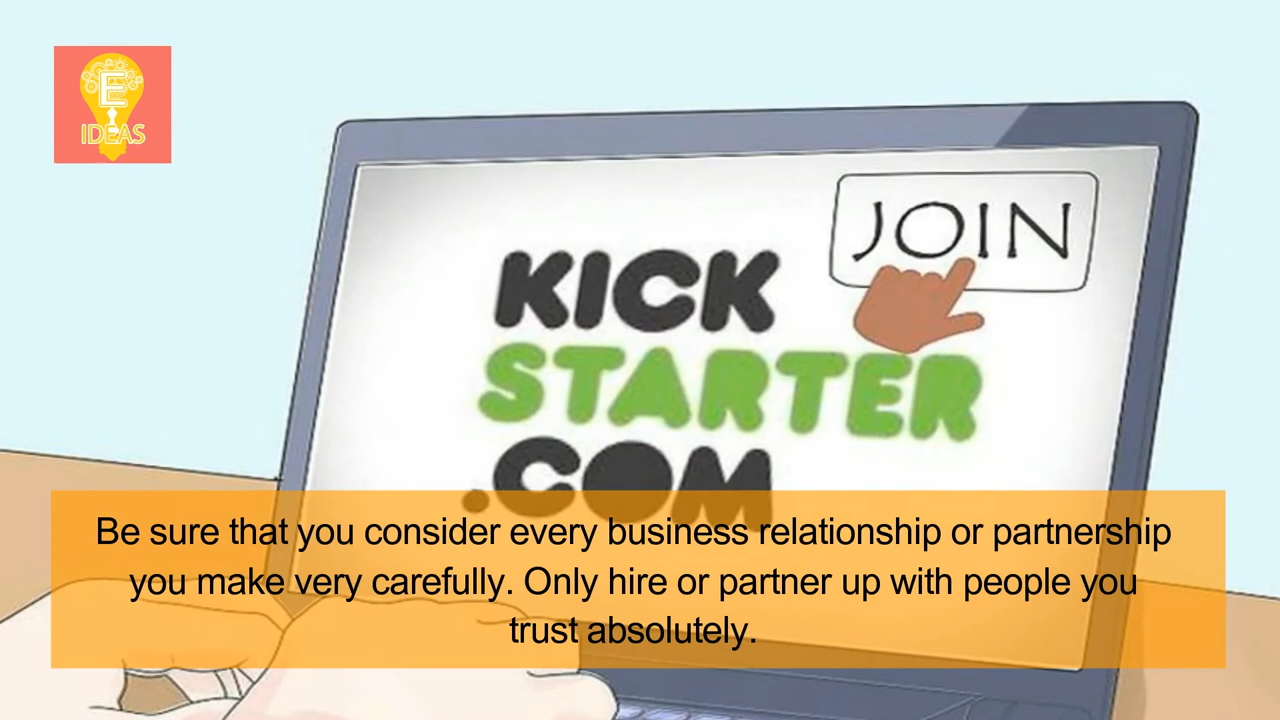 E
IDEAS
JOIN
KICK
STARTER
.COM
Be sure that you consider every business relationship or partnership
you make very carefully. Only hire or partner up with people you
trust absolutely.